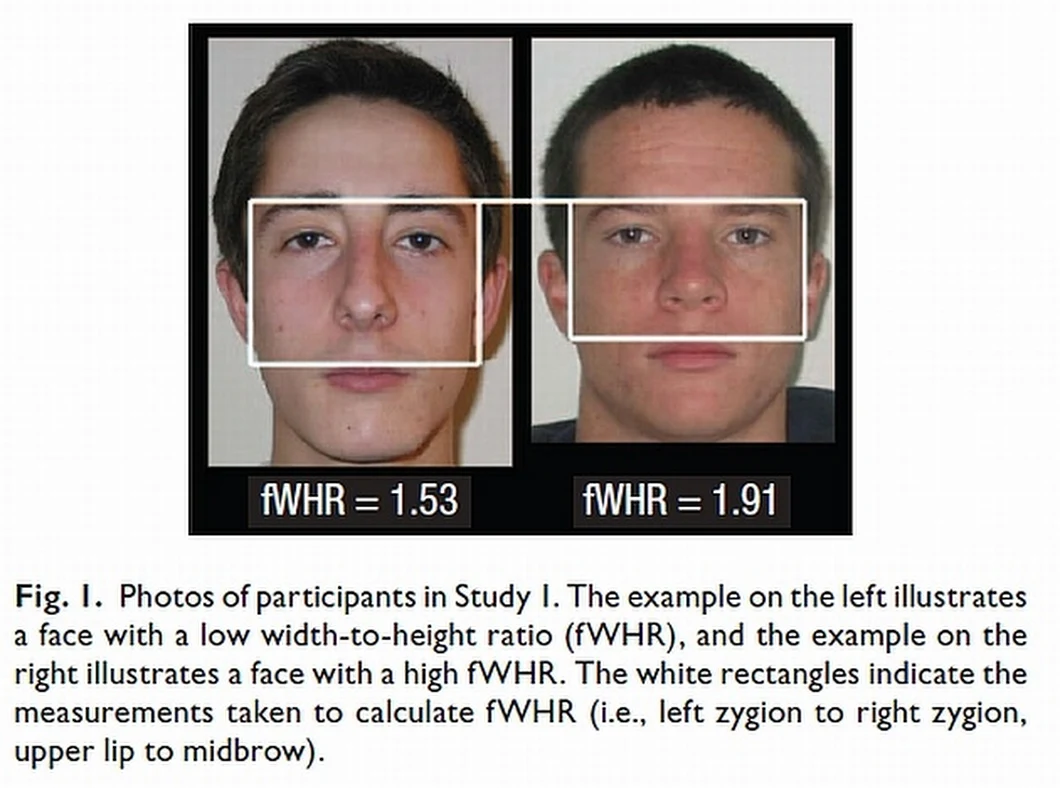 fWHR = 1.53
fWHR = 1.91
Fig. 1. Photos of participants in Study 1. The example on the left illustrates
a face with a low width-to-height ratio (fWHR), and the example on the
right illustrates a face with a high fWHR. The white rectangles indicate the
measurements taken to calculate fWHR (i.e., left zygion to right zygion,
upper lip to midbrow).